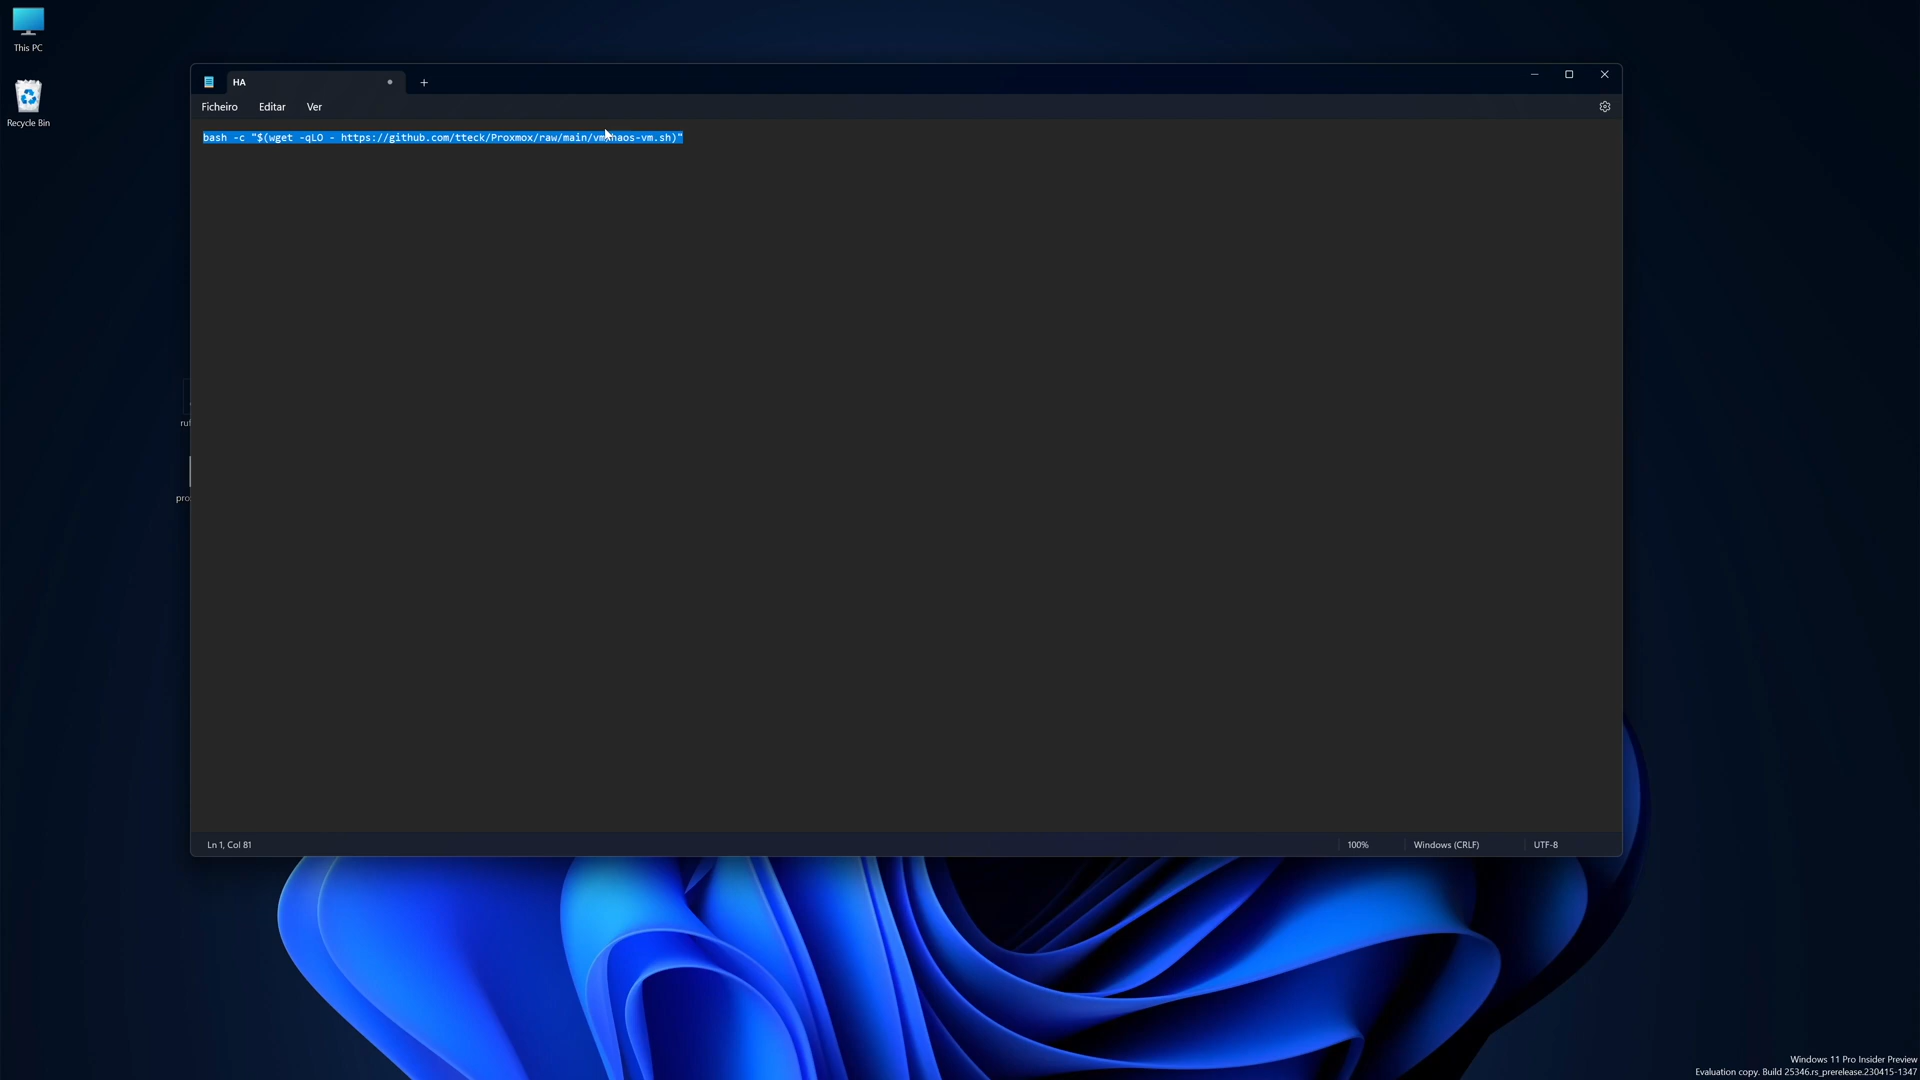 This PC
Recycle Bin
HA
Ficheiro Editar Ver
bash -c "$(wget -qLO - https://github.com/tteck/Proxmox/raw/main/vm/haos-vm.sh)"
ruf
pro
Ln 1, Col 81
100%
Windows (CRLF)
UTF-8
Windows 11 Pro Insider Preview
Evaluation copy. Build 25346.rs_prerelease.230415-1347